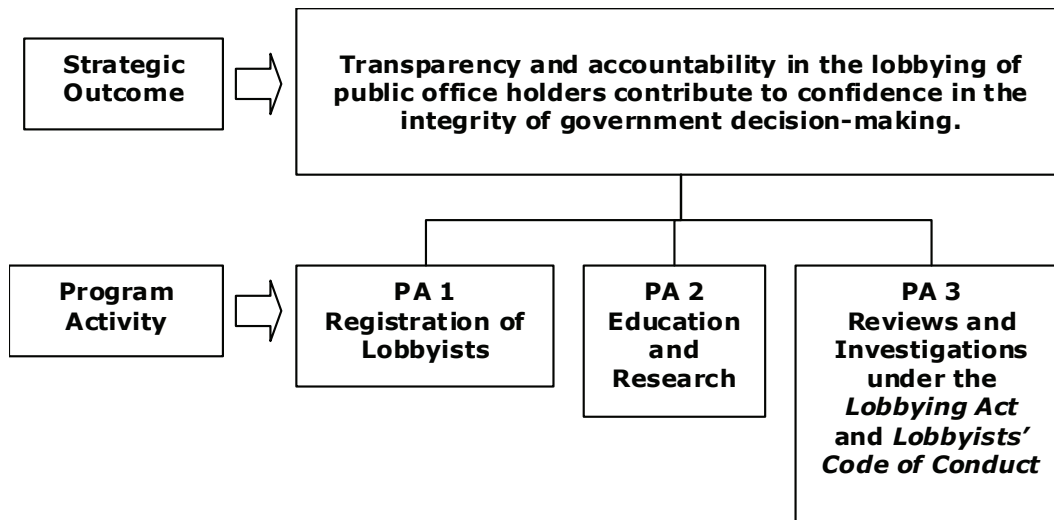 Strategic
Outcome
Transparency and accountability in the lobbying of
public office holders contribute to confidence in the
integrity of government decision-making.
Program
Activity
PA 1
Registration of
Lobbyists
PA 2
Education
and
Research
PA 3
Reviews and
Investigations
under the
Lobbying Act
and Lobbyists’
Code of Conduct